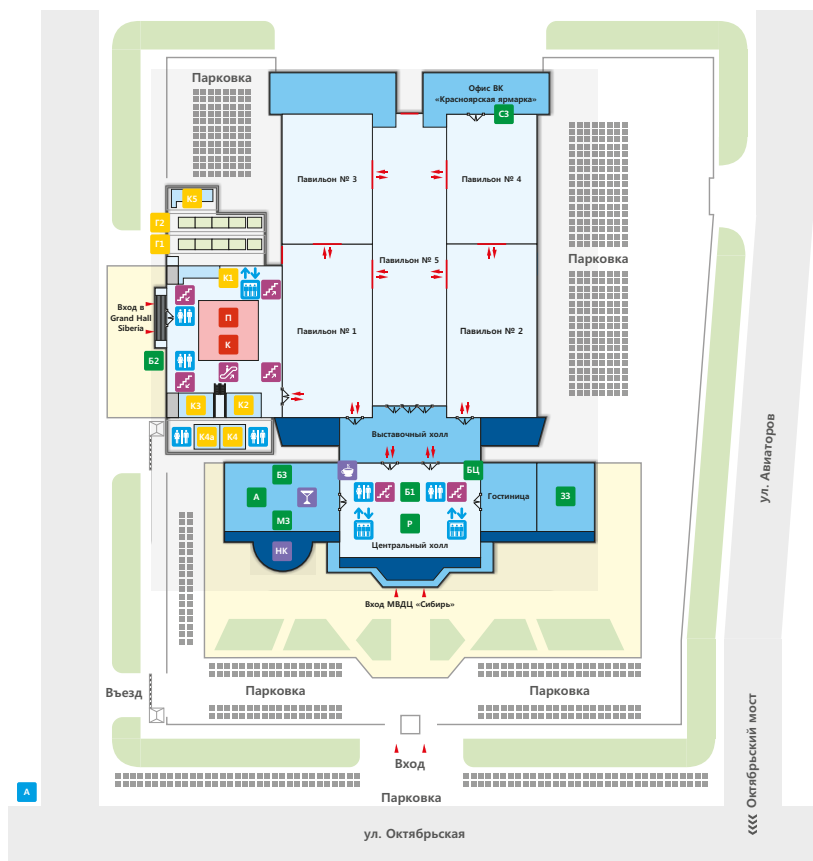 Парковка
Офис ВК
«Красноярская ярмарка»
СЗ
Павильон № 3
Павильон № 4
К5
Г2
Г1
Парковка
Павильон № 5
К1
Вход в
Grand Hall
Siberia
П
К
Павильон № 1
Павильон № 2
Б2
К3
К2
К4а
К4
Выставочный холл
ул. Авиаторов
Б3
БЦ
А
Б1
Гостиница
33
МЗ
Р
НК
Центральный холл
Вход МВДЦ «Сибирь»
Въезд
Парковка
Парковка
Октябрьский мост
Вход
А
Парковка
ул. Октябрьская